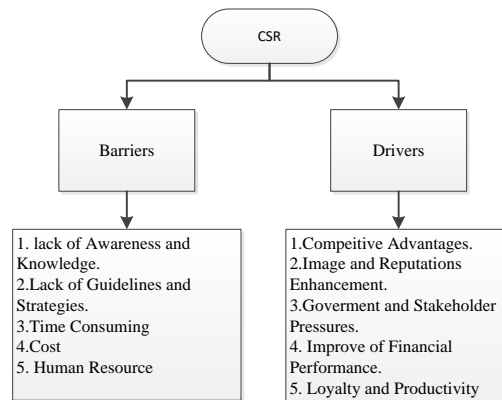 CSR
Barriers
Drivers
1. lack of Awareness and
Knowledge.
2.Lack of Guidelines and
Strategies.
3.Time Consuming
4.Cost
5. Human Resource
1.Compeitive Advantages.
2.Image and Reputations
Enhancement.
3.Goverment and Stakeholder
Pressures.
4. Improve of Financial
Performance.
5. Loyalty and Productivity